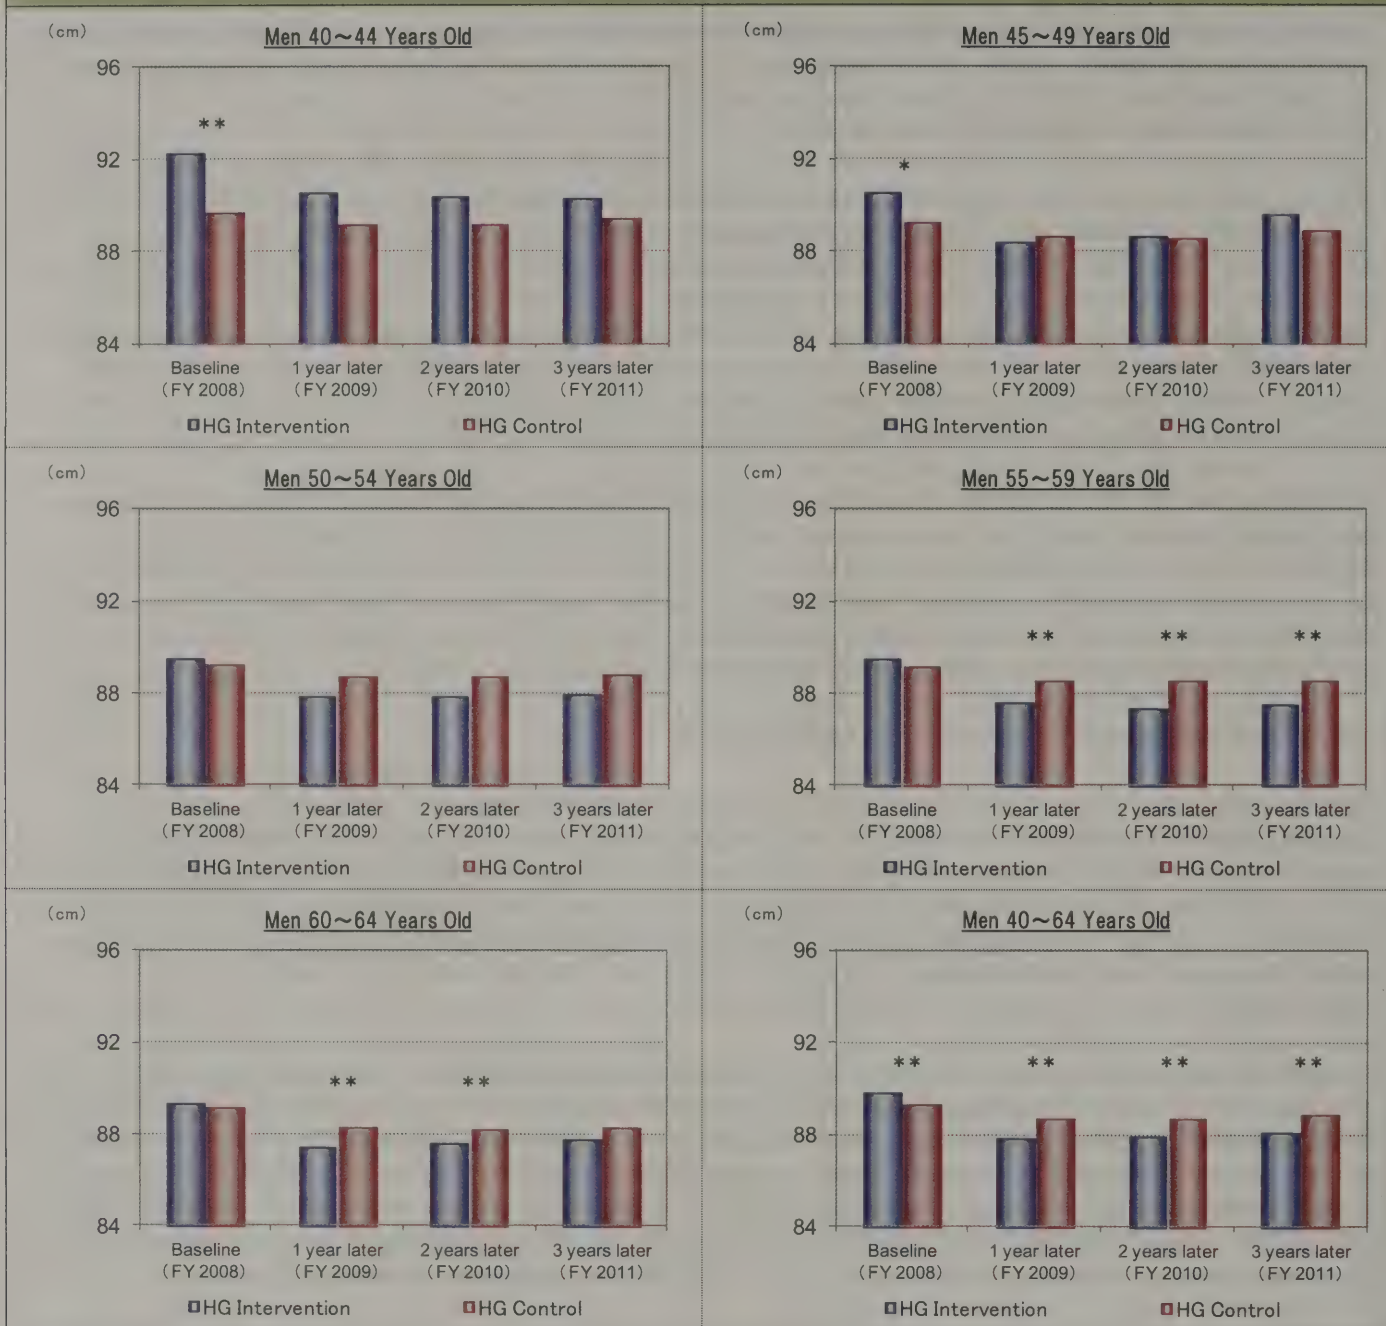 (cm)
Men 40～44 Years Old
96
92
88
84
**
Baseline
(FY 2008)
1 year later
(FY 2009)
2 years later
(FY 2010)
3 years later
(FY 2011)
HG Intervention
HG Control
(cm)
Men 45～49 Years Old
96
92
88
84
*
Baseline
(FY 2008)
1 year later
(FY 2009)
2 years later
(FY 2010)
3 years later
(FY 2011)
HG Intervention
HG Control
(cm)
Men 50～54 Years Old
96
92
88
84
Baseline
(FY 2008)
1 year later
(FY 2009)
2 years later
(FY 2010)
3 years later
(FY 2011)
HG Intervention
HG Control
(cm)
Men 55～59 Years Old
96
92
88
84
**
**
**
Baseline
(FY 2008)
1 year later
(FY 2009)
2 years later
(FY 2010)
3 years later
(FY 2011)
HG Intervention
HG Control
(cm)
Men 60～64 Years Old
96
92
88
84
**
**
Baseline
(FY 2008)
1 year later
(FY 2009)
2 years later
(FY 2010)
3 years later
(FY 2011)
HG Intervention
HG Control
(cm)
Men 40～64 Years Old
96
92
88
84
**
**
**
**
Baseline
(FY 2008)
1 year later
(FY 2009)
2 years later
(FY 2010)
3 years later
(FY 2011)
HG Intervention
HG Control